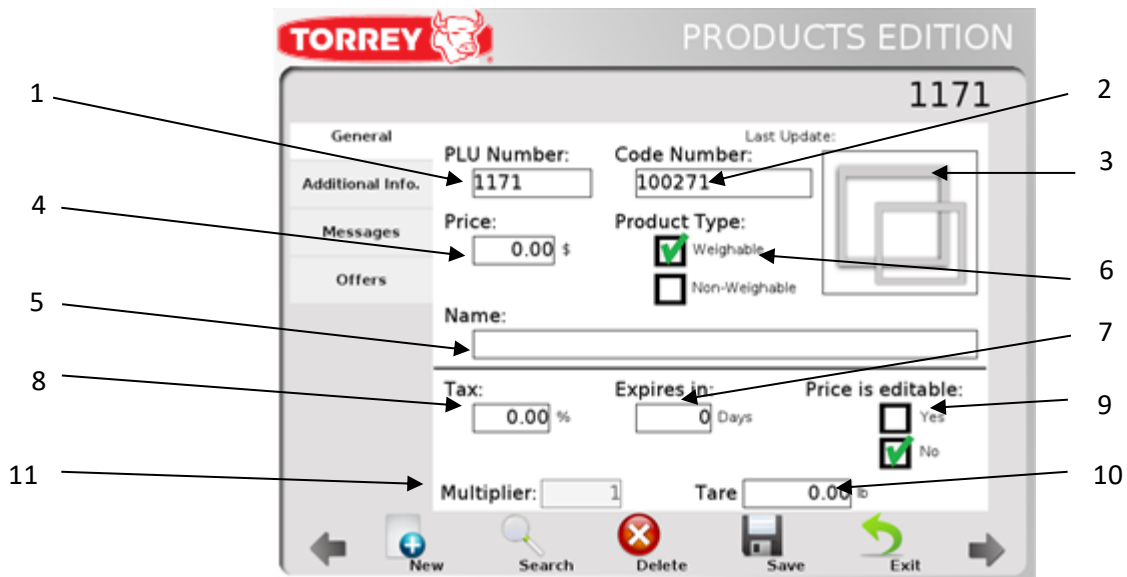 TORREY
PRODUCTS EDITION
1171
1
2
General
Last Update:
PLU Number:
Code Number:
3
Additional Info.
1171
100271
4
Messages
Price:
Product Type:
0.00 $
Weighable
6
Offers
Non-Weighable
5
Name:
7
8
Tax:
Expires in:
Price is editable:
0.00 %
0 Days
Yes
9
No
11
Multiplier: 1
Tare 0.00 lb
10
New
Search
Delete
Save
Exit